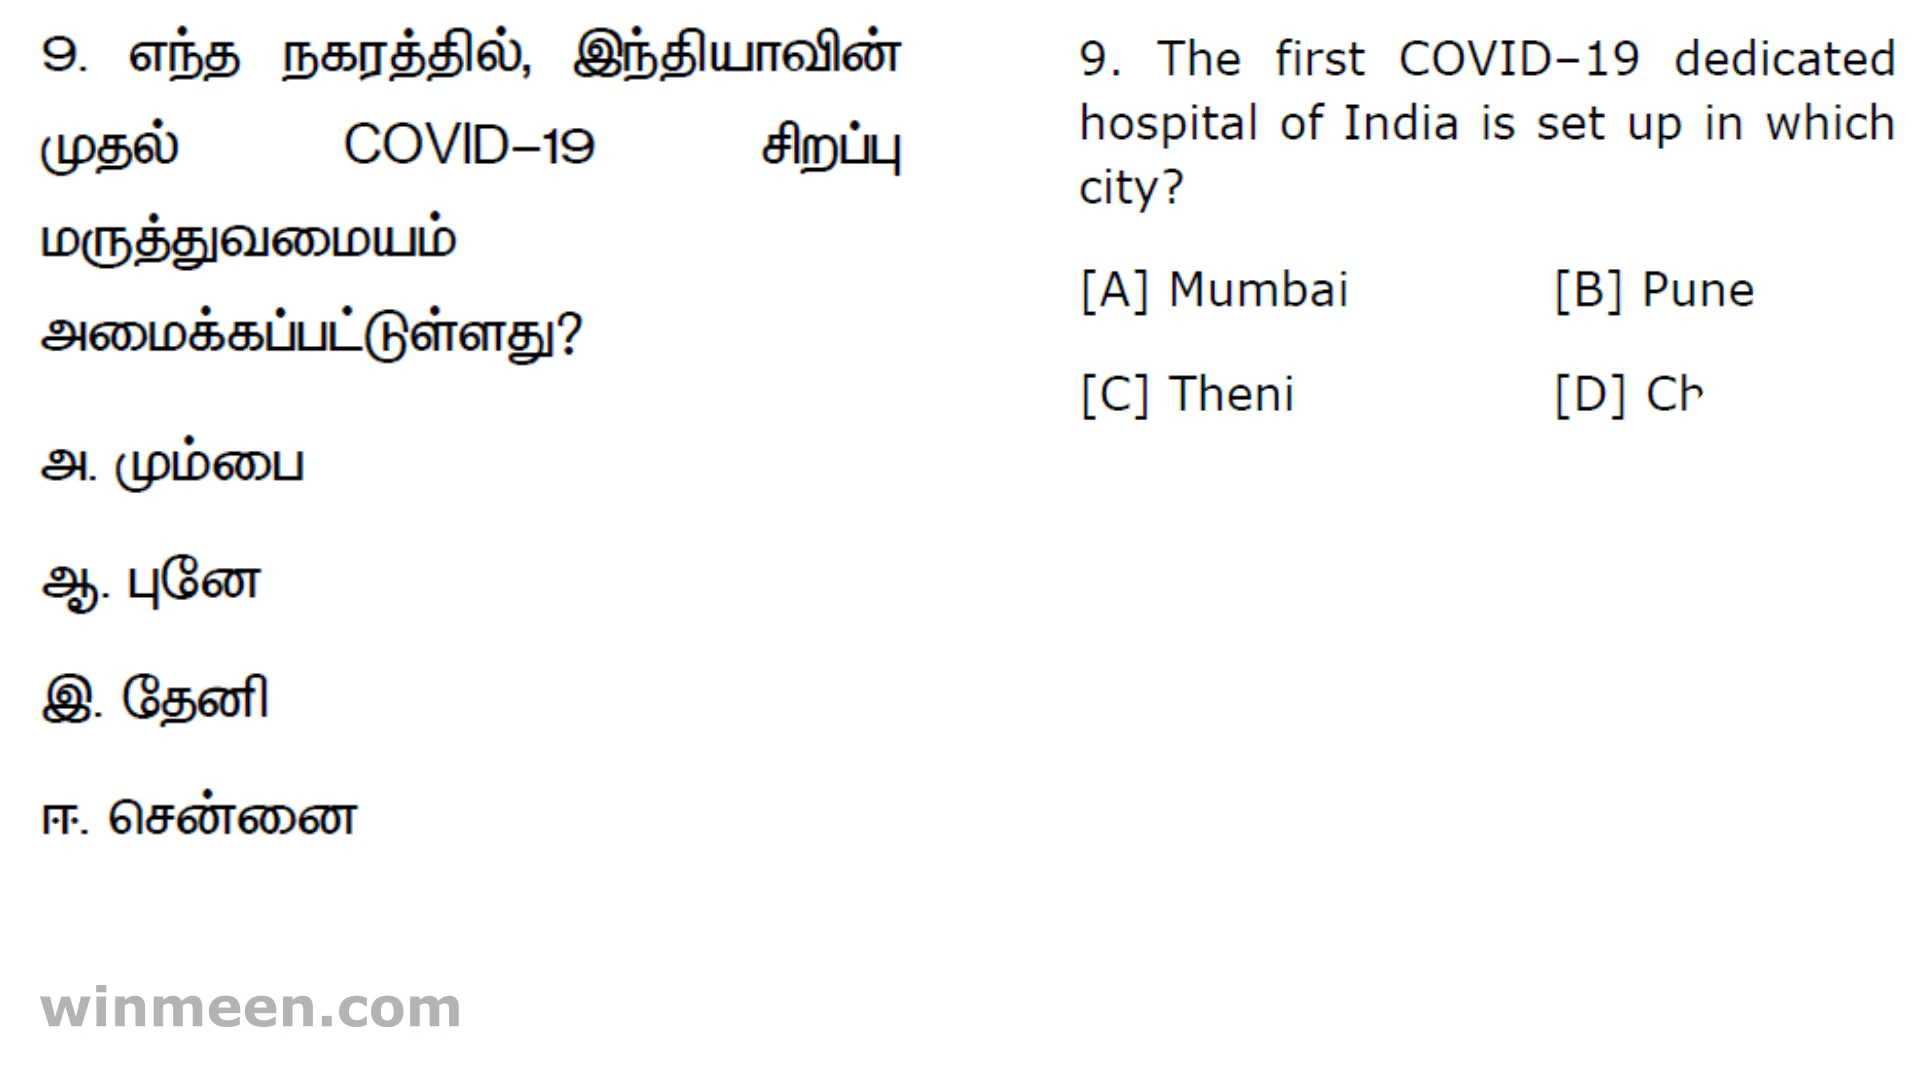 9. எந்த நகரத்தில், இந்தியாவின்
முதல் COVID–19 சிறப்பு
மருத்துவமையம்
அமைக்கப்பட்டுள்ளது?
அ. மும்பை
ஆ. புனே
இ. தேனி
ஈ. சென்னை
9. The first COVID–19 dedicated
hospital of India is set up in which
city?
[A] Mumbai [B] Pune
[C] Theni [D]
winmeen.com